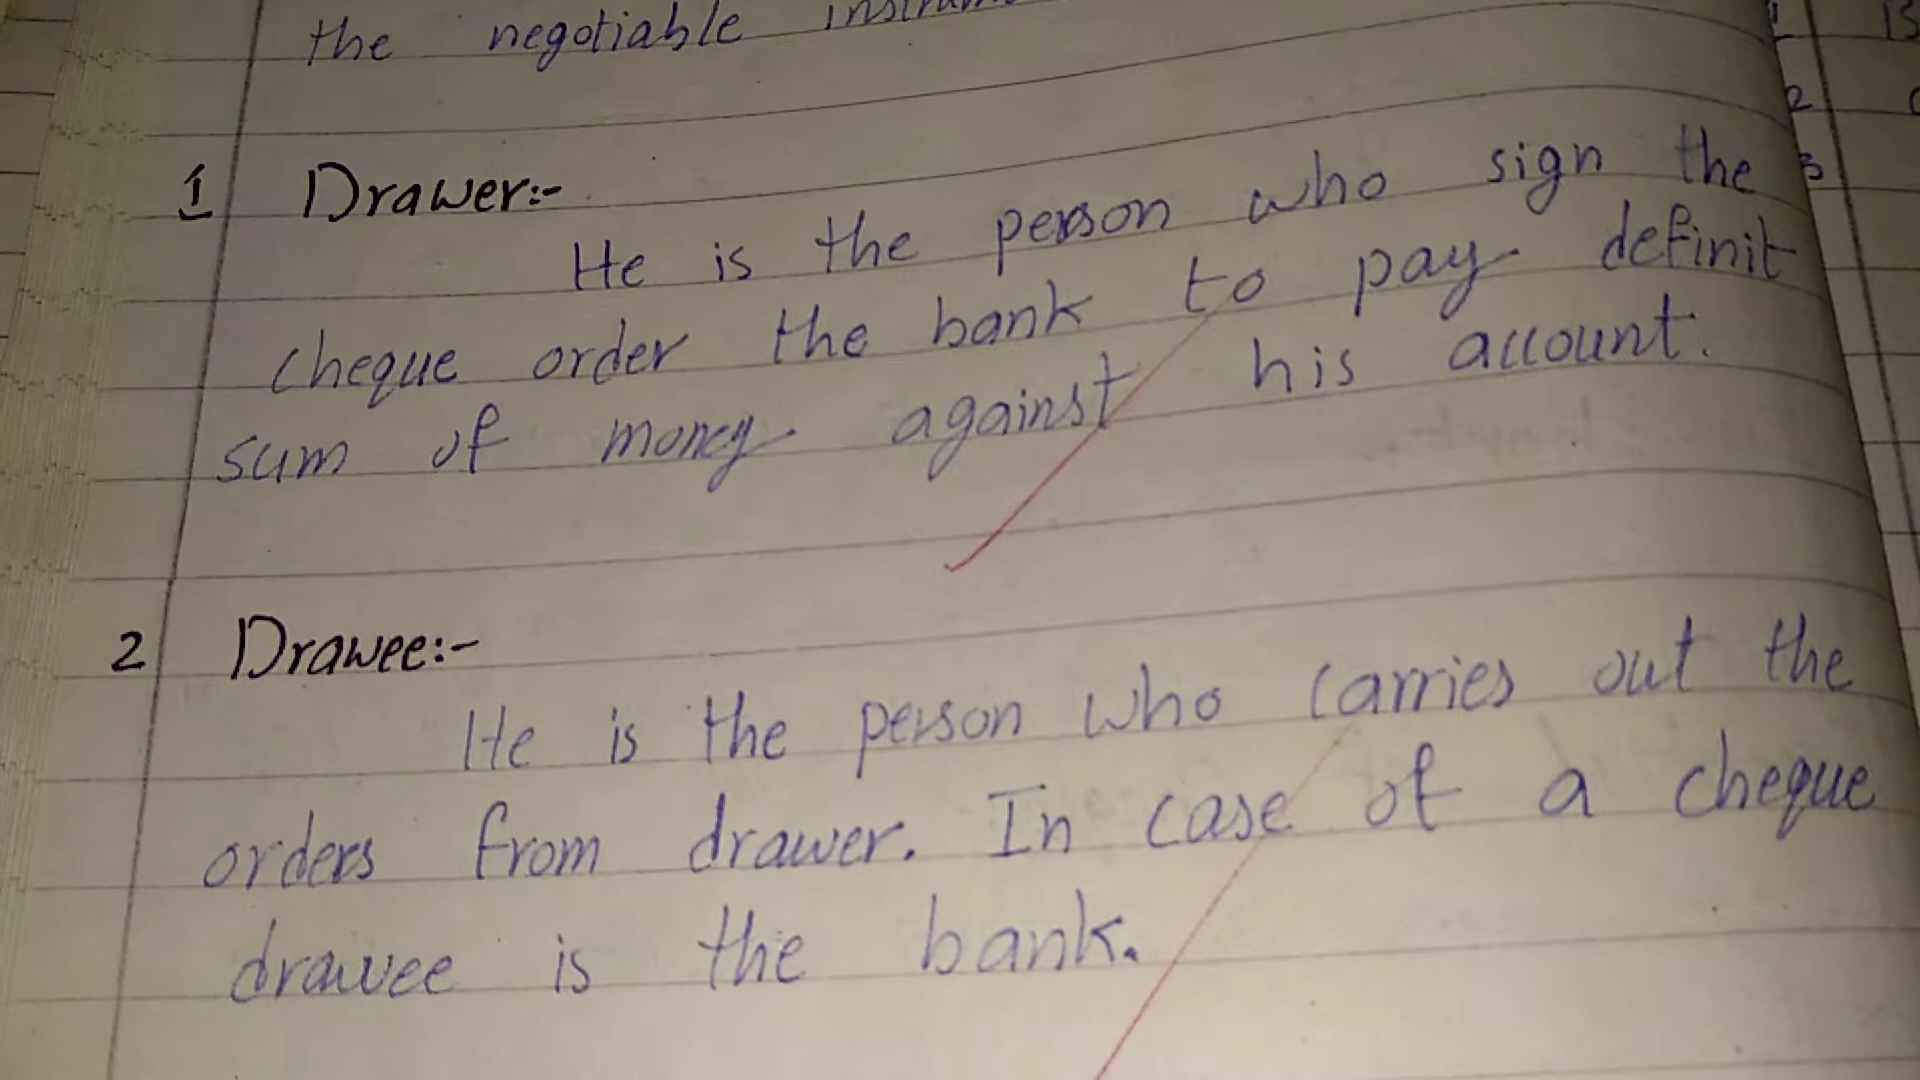 the negotiable
1 Drawer:-
He is the person who sign the
cheque order the bank to pay definit
sum of money against his account.
2 Drawee:-
He is the person who carries out the
orders from drawer. In case of a cheque
drawee is the bank.